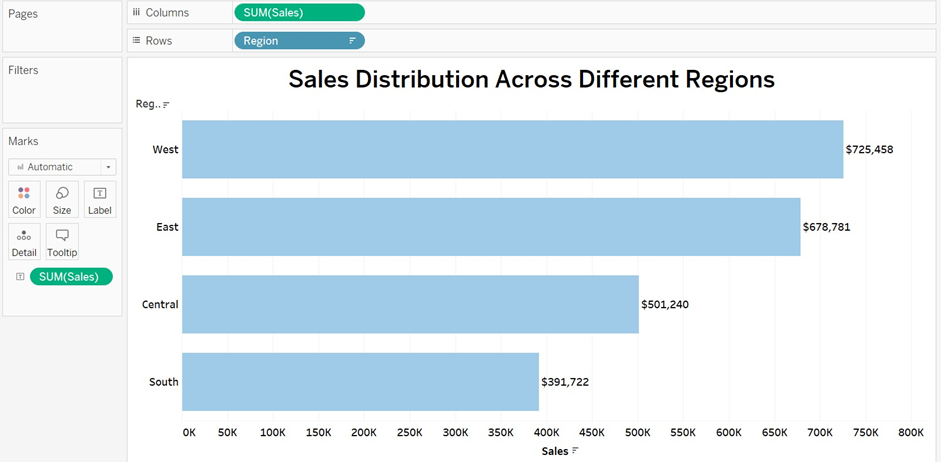 Pages
Columns
SUM(Sales)
Rows
Region
Filters
Marks
Automatic
Color
Size
T
Label
Detail
Tooltip
T
SUM(Sales)
Sales Distribution Across Different Regions
Reg..
West
$725,458
East
$678,781
Central
$501,240
South
$391,722
0K 50K 100K 150K 200K 250K 300K 350K 400K 450K 500K 550K 600K 650K 700K 750K 800K
Sales